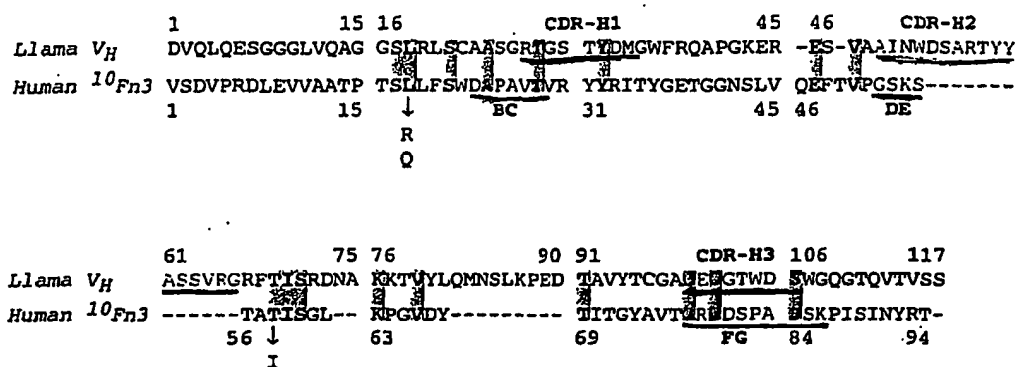 1 15 16 CDR-H1 45 46 CDR-H2
Llama VH DVQLQESGGGLVQAG GSLRLSCAASGRTGS TYDMGWFRQAPGKER -ES-VAAINWDSARTYY
Human 10Fn3 VSDVPRDLEVVAATP TSLLFSWDAPAVTVR YYRITYGETGGNSLV QEFTVPGSKS-------
1 15 ↓ BC 31 45 46 DE
R
Q
61 75 76 90 91 CDR-H3 106 117
Llama VH ASSVRGRFTISRDNA KKTVYLQMNSLKPED TAVYTCGAGEGGTWD SWGQGTQVTVSS
Human 10Fn3 ------TATISGL-- KPGVDY--------- TITGYAVTGRGDSPA SSKPISINYRT-
56 ↓ 63 69 FG 84 94
I